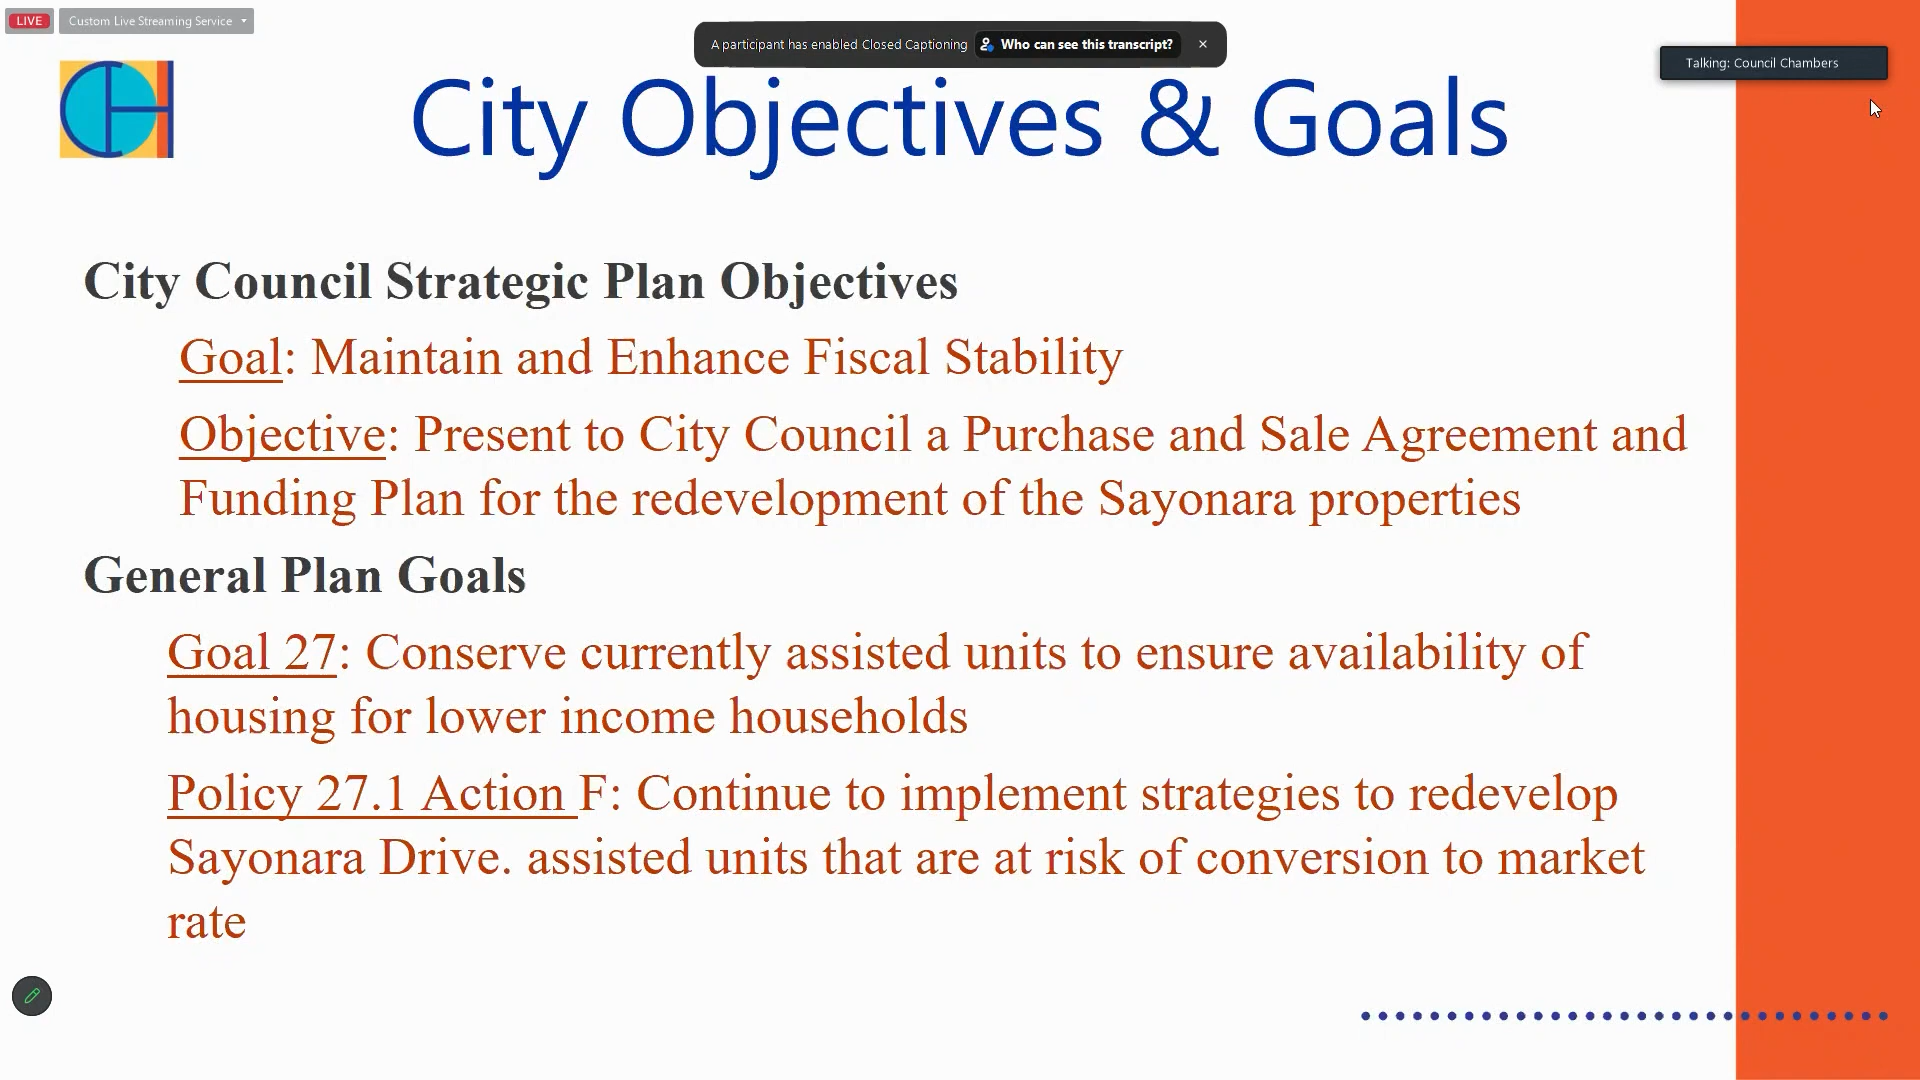 LIVE
Custom Live Streaming Service
A participant has enabled Closed Captioning Who can see this transcript?
Talking: Council Chambers
CH
City Objectives & Goals
City Council Strategic Plan Objectives
Goal: Maintain and Enhance Fiscal Stability
Objective: Present to City Council a Purchase and Sale Agreement and
Funding Plan for the redevelopment of the Sayonara properties
General Plan Goals
Goal 27: Conserve currently assisted units to ensure availability of
housing for lower income households
Policy 27.1 Action F: Continue to implement strategies to redevelop
Sayonara Drive. assisted units that are at risk of conversion to market
rate